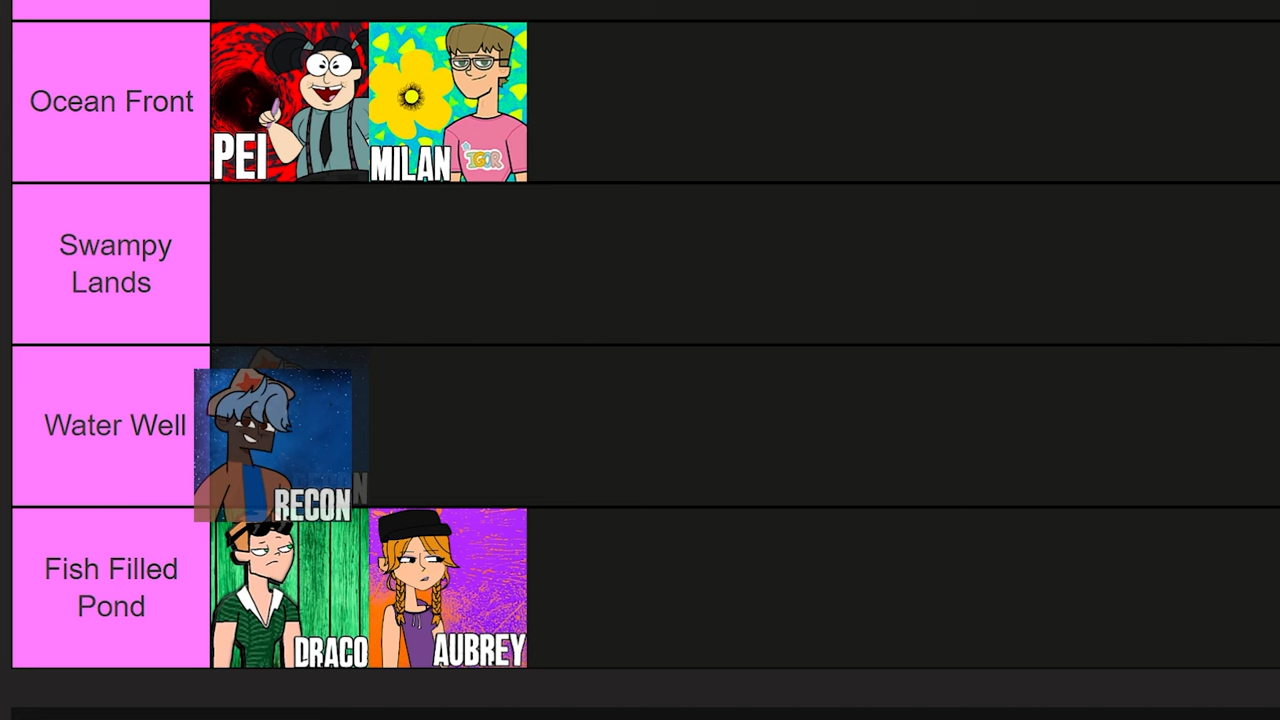 Ocean Front
PEI
MILAN
IGOR
Swampy
Lands
Water Well
RECON
Fish Filled
Pond
DRACO
AUBREY